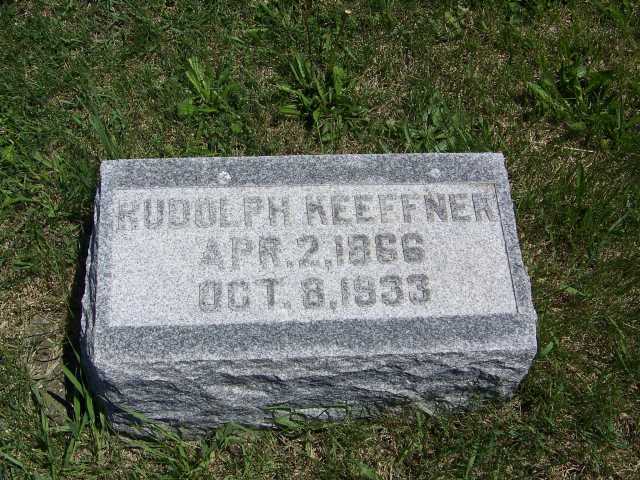 RUDOLPH KEEFFNER
APR. 2, 1866
OCT. 8, 1933